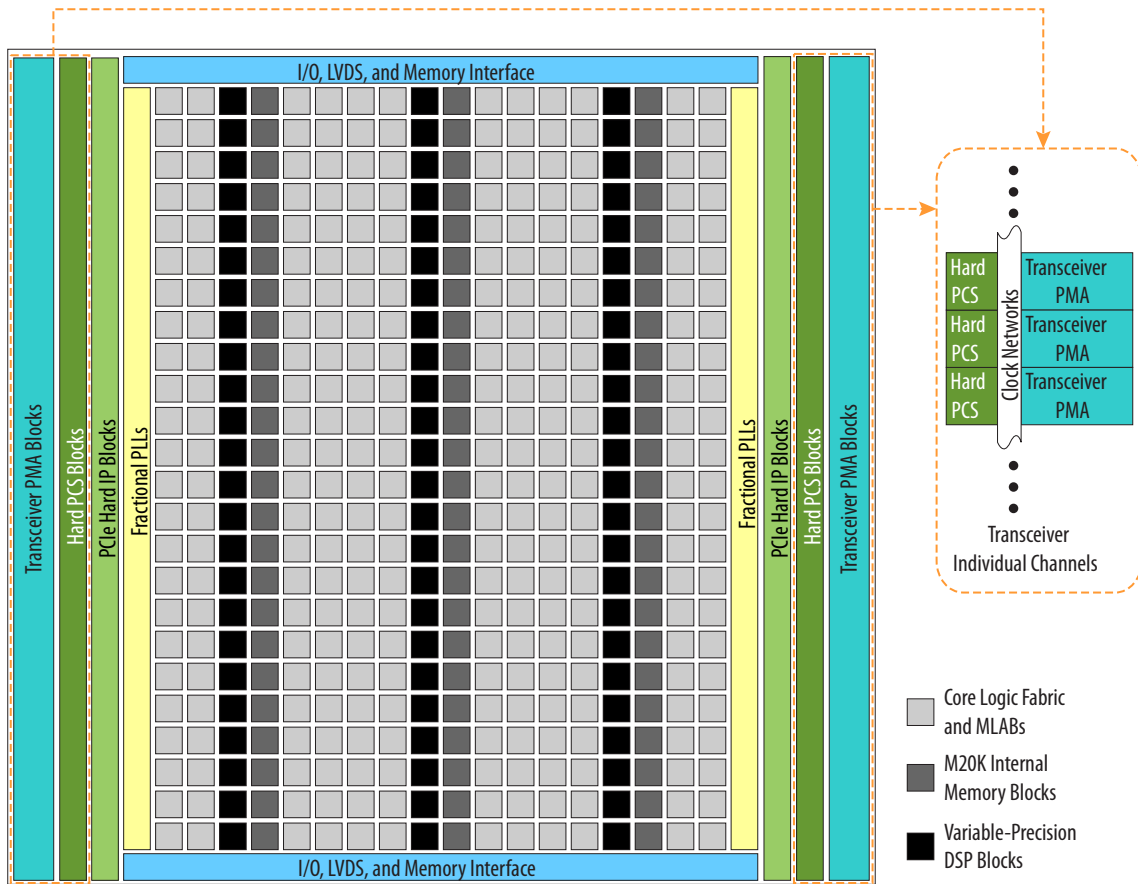 I/O, LVDS, and Memory Interface
Transceiver PMA Blocks
Hard PCS Blocks
PCIe Hard IP Blocks
Fractional PLLs
Fractional PLLs
PCIe Hard IP Blocks
Hard PCS Blocks
Transceiver PMA Blocks
I/O, LVDS, and Memory Interface
Hard
PCS
Hard
PCS
Hard
PCS
Clock Networks
Transceiver
PMA
Transceiver
PMA
Transceiver
PMA
Transceiver
Individual Channels
Core Logic Fabric
and MLABs
M20K Internal
Memory Blocks
Variable-Precision
DSP Blocks